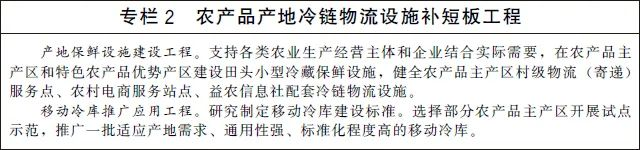 专栏 2　农产品产地冷链物流设施补短板工程
产地保鲜设施建设工程。支持各类农业生产经营主体和企业结合实际需要，在农产品主
产区和特色农产品优势产区建设田头小型冷藏保鲜设施，健全农产品主产区村级物流（寄递）
服务点、农村电商服务站点、益农信息社配套冷链物流设施。
移动冷库推广应用工程。研究制定移动冷库建设标准。选择部分农产品主产区开展试点
示范，推广一批适应产地需求、通用性强、标准化程度高的移动冷库。